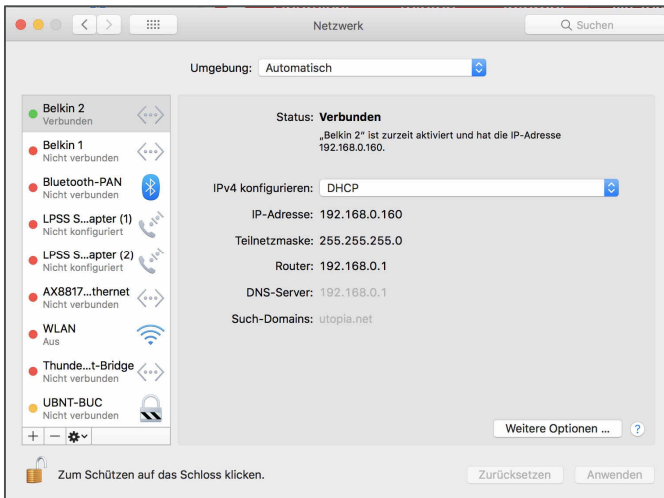 Netzwerk
Suchen
Umgebung: Automatisch
Belkin 2
Verbunden
Belkin 1
Nicht verbunden
Bluetooth-PAN
Nicht verbunden
LPSS S...apter (1)
Nicht konfiguriert
LPSS S...apter (2)
Nicht konfiguriert
AX8817...thernet
Nicht verbunden
WLAN
Aus
Thunde...t-Bridge
Nicht verbunden
UBNT-BUC
Nicht verbunden
Status: Verbunden
„Belkin 2“ ist zurzeit aktiviert und hat die IP-Adresse
192.168.0.160.
IPv4 konfigurieren: DHCP
IP-Adresse: 192.168.0.160
Teilnetzmaske: 255.255.255.0
Router: 192.168.0.1
DNS-Server: 192.168.0.1
Such-Domains: utopia.net
Weitere Optionen ... ?
Zum Schützen auf das Schloss klicken.
Zurücksetzen
Anwenden